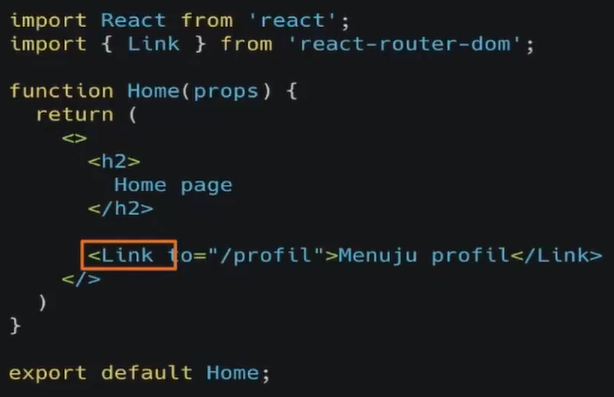 import React from 'react';
import { Link } from 'react-router-dom';
function Home(props) {
return (
<>
<h2>
Home page
</h2>
<Link to="/profil">Menuju profil</Link>
</>
)
}
export default Home;